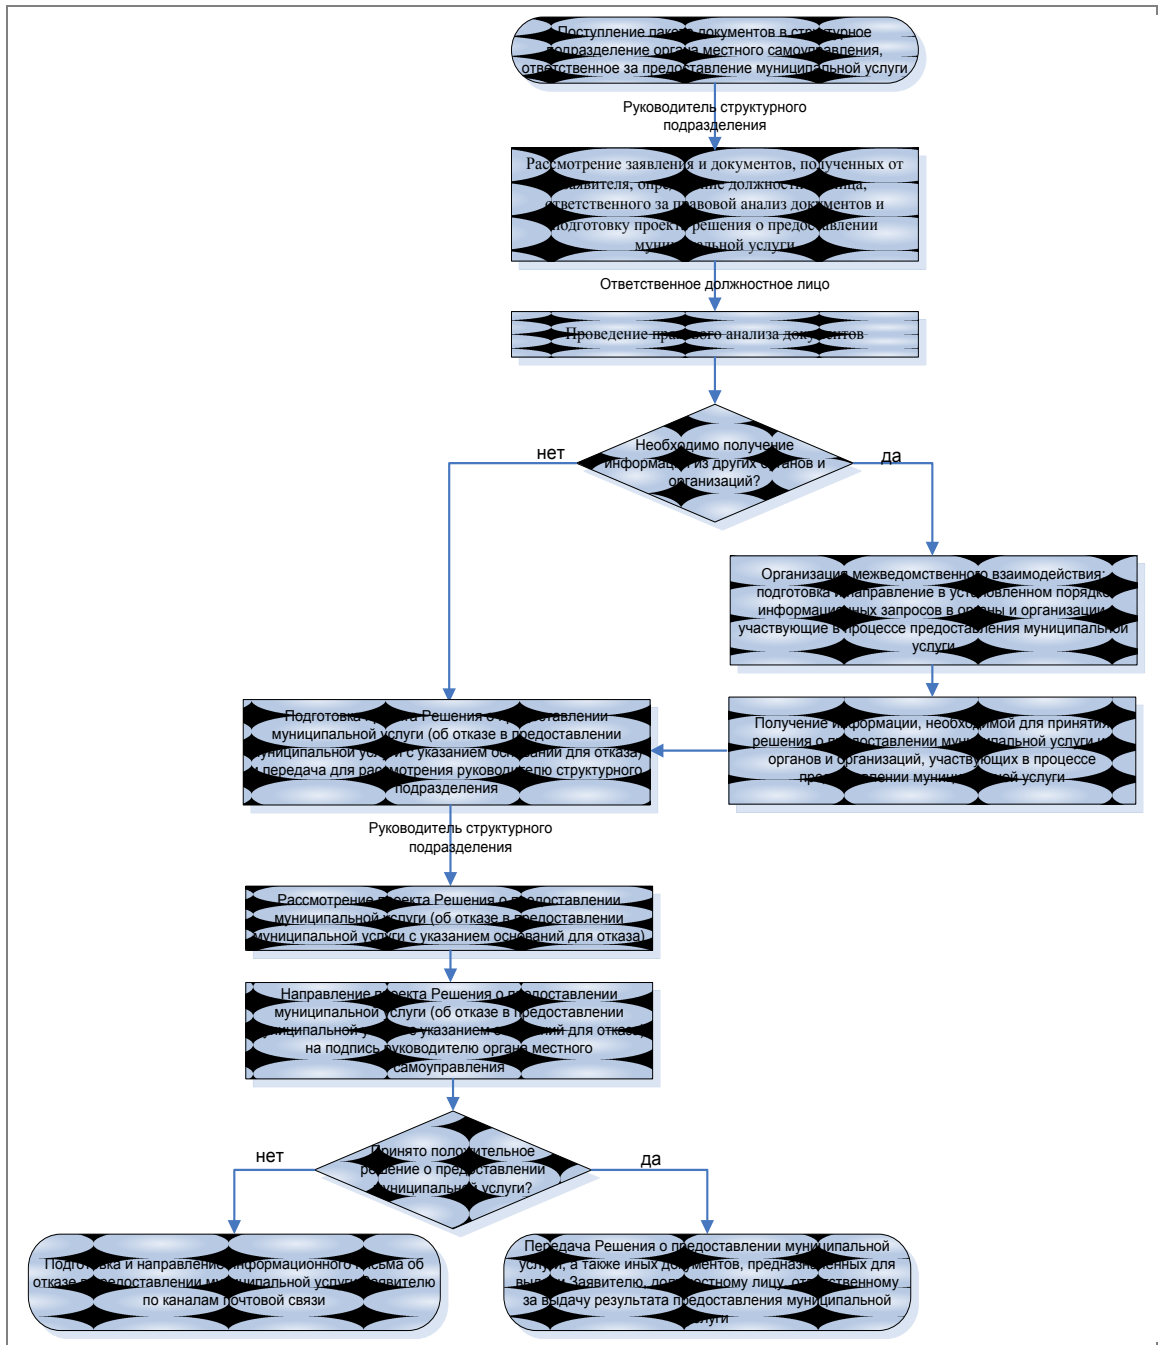 Поступление пакета документов в структурное
подразделение органа местного самоуправления,
ответственное за предоставление муниципальной услуги
Руководитель структурного
подразделения
Рассмотрение заявления и документов, полученных от
заявителя, определение должностного лица,
ответственного за правовой анализ документов и
подготовку проекта решения о предоставлении
муниципальной услуги
Ответственное должностное лицо
Проведение правового анализа документов
Необходимо получение
информации из других органов и
организаций?
нет
да
Организация межведомственного взаимодействия:
подготовка и направление в установленном порядке
информационных запросов в органы и организации,
участвующие в процессе предоставления муниципальной
услуги
Подготовка проекта Решения о предоставлении
муниципальной услуги (об отказе в предоставлении
муниципальной услуги с указанием оснований для отказа)
и передача для рассмотрения руководителю структурного
подразделения
Получение информации, необходимой для принятия
решения о предоставлении муниципальной услуги из
органов и организаций, участвующих в процессе
предоставлении муниципальной услуги
Руководитель структурного
подразделения
Рассмотрение проекта Решения о предоставлении
муниципальной услуги (об отказе в предоставлении
муниципальной услуги с указанием оснований для отказа)
Направление проекта Решения о предоставлении
муниципальной услуги (об отказе в предоставлении
муниципальной услуги с указанием оснований для отказа)
на подпись руководителю органа местного
самоуправления
Принято положительное
решение о предоставлении
муниципальной услуги?
нет
да
Подготовка и направление информационного письма об
отказе в предоставлении муниципальной услуги Заявителю
по каналам почтовой связи
Передача Решения о предоставлении муниципальной
услуги, а также иных документов, предназначенных для
выдачи Заявителю, должностному лицу, ответственному
за выдачу результата предоставления муниципальной
услуги